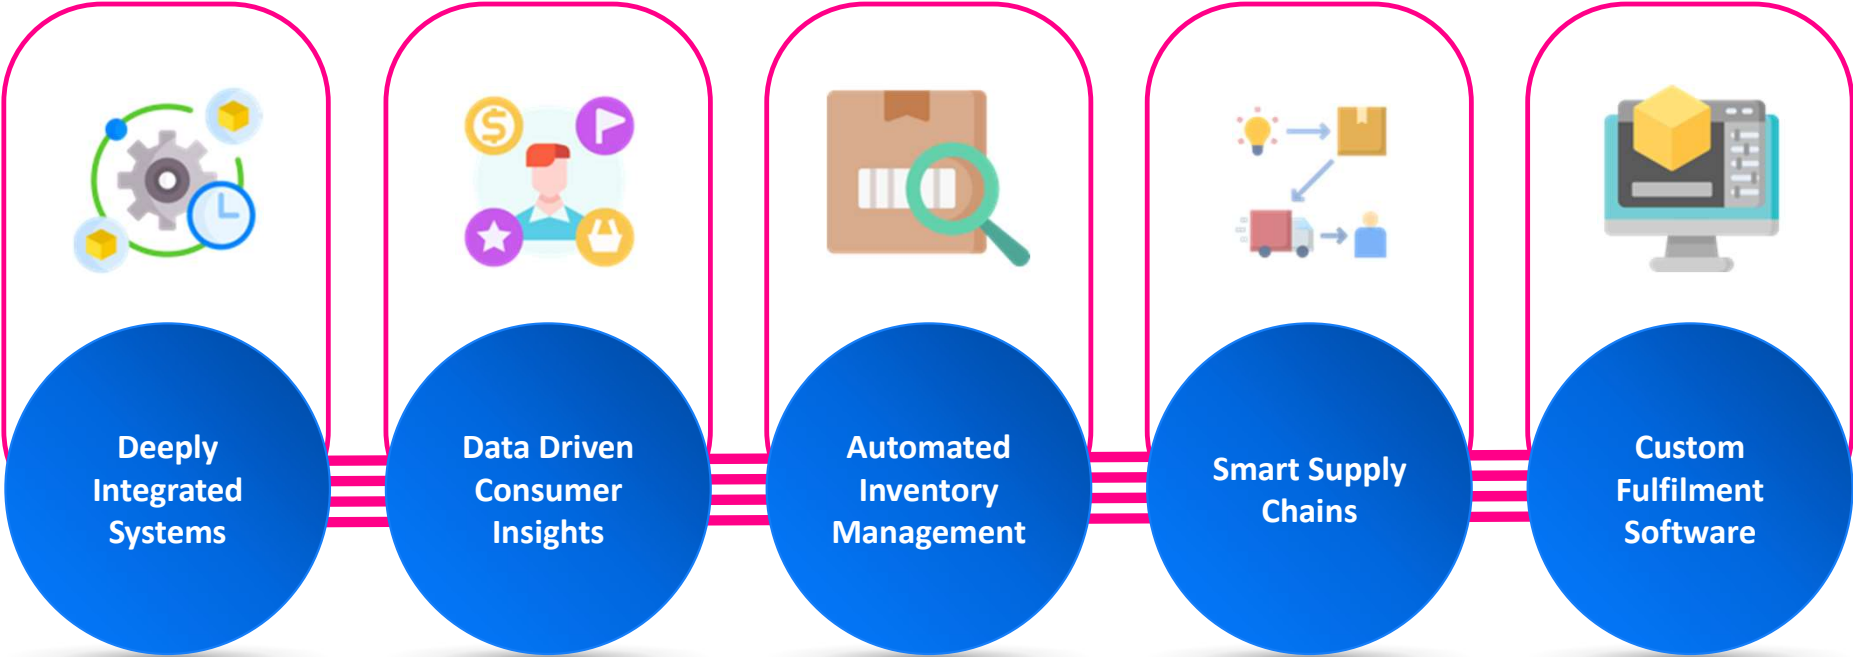 Deeply
Integrated
Systems
Data Driven
Consumer
Insights
Automated
Inventory
Management
Smart Supply
Chains
Custom
Fulfilment
Software